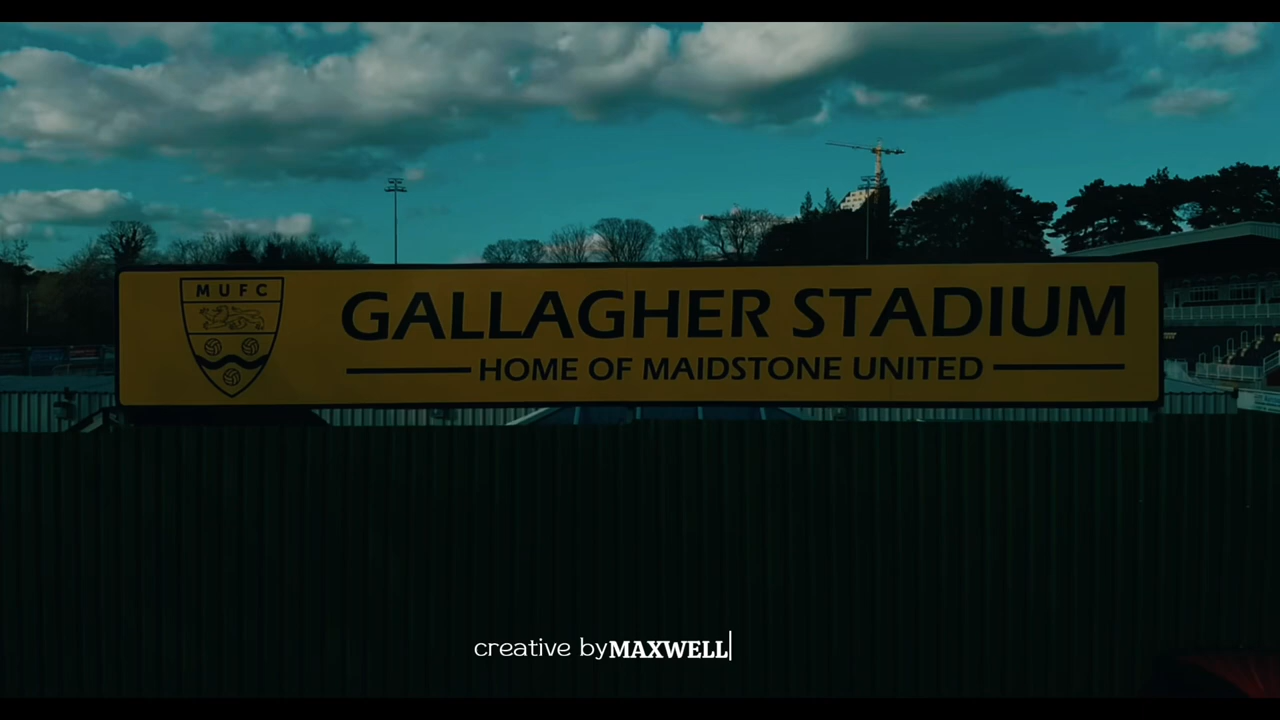 MUFC
GALLAGHER STADIUM
HOME OF MAIDSTONE UNITED
creative byMAXWELL